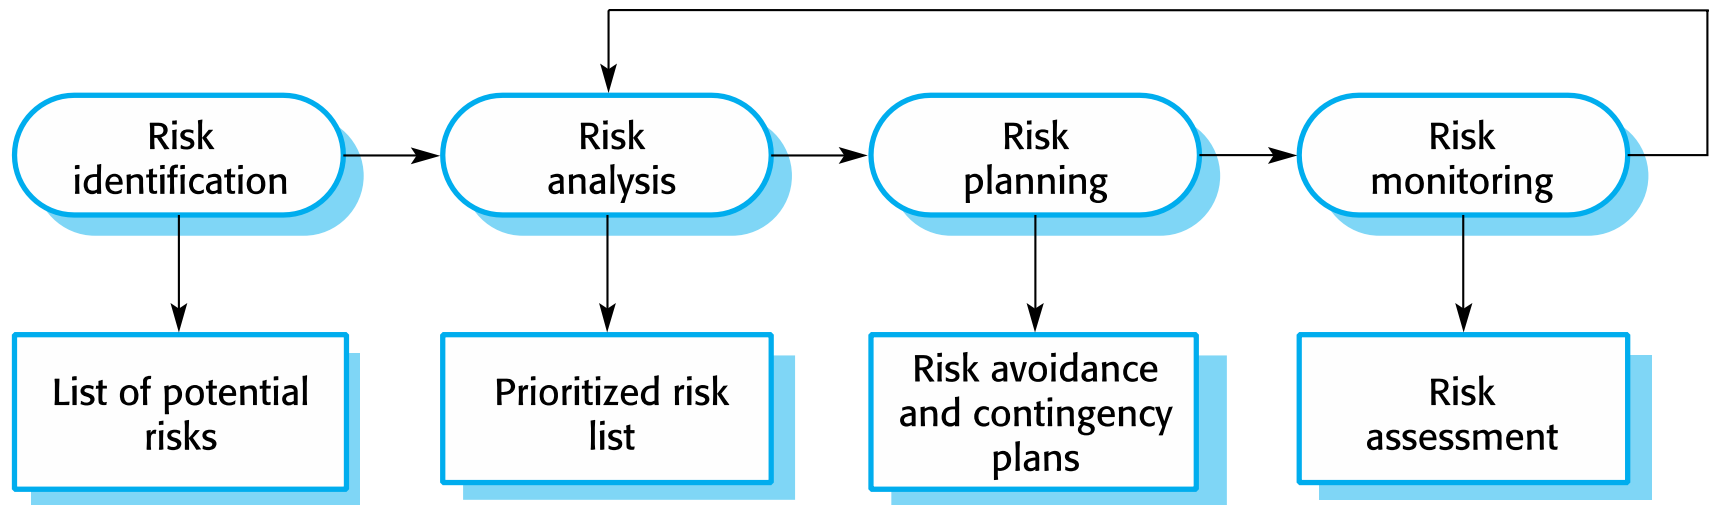 Risk
identification
Risk
analysis
Risk
planning
Risk
monitoring
List of potential
risks
Prioritized risk
list
Risk avoidance
and contingency
plans
Risk
assessment